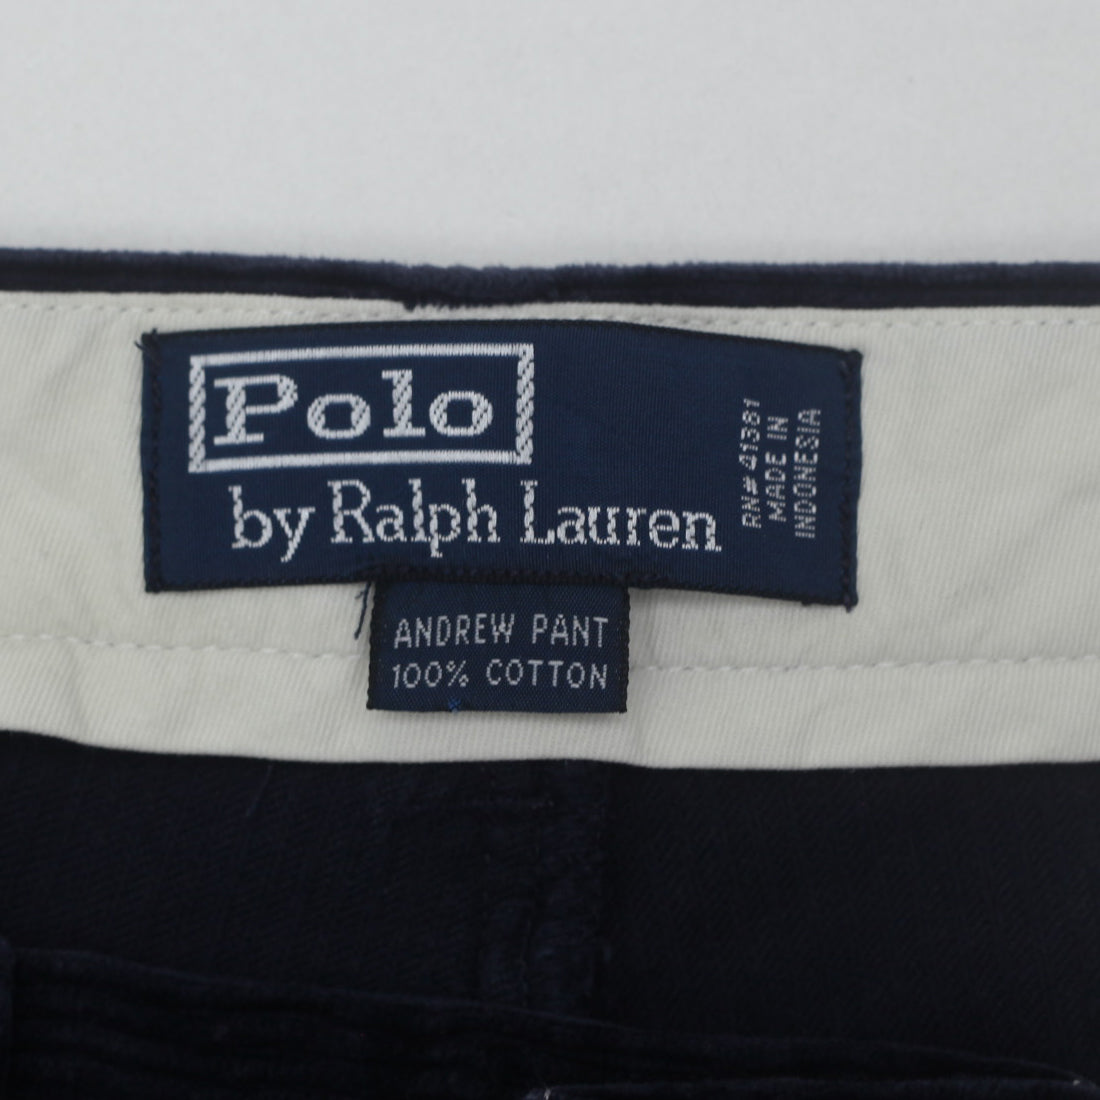 Polo
by Ralph Lauren
RN# 41381
MADE IN
INDONESIA
ANDREW PANT
100% COTTON